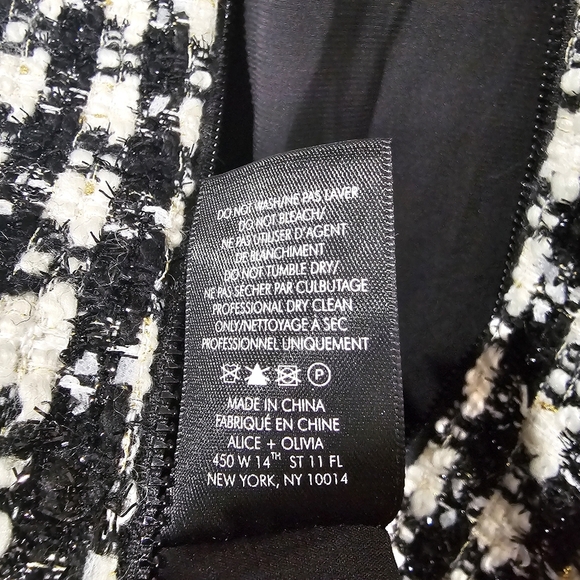 DO NOT WASH/NE PAS LAVER
DO NOT BLEACH/
NE PAS UTILISER D'AGENT
DE BLANCHIMENT
DO NOT TUMBLE DRY/
NE PAS SÉCHER PAR CULBUTAGE
PROFESSIONAL DRY CLEAN
ONLY/NETTOYAGE À SEC
PROFESSIONNEL UNIQUEMENT
P
MADE IN CHINA
FABRIQUÉ EN CHINE
ALICE + OLIVIA
450 W 14TH ST 11 FL
NEW YORK, NY 10014